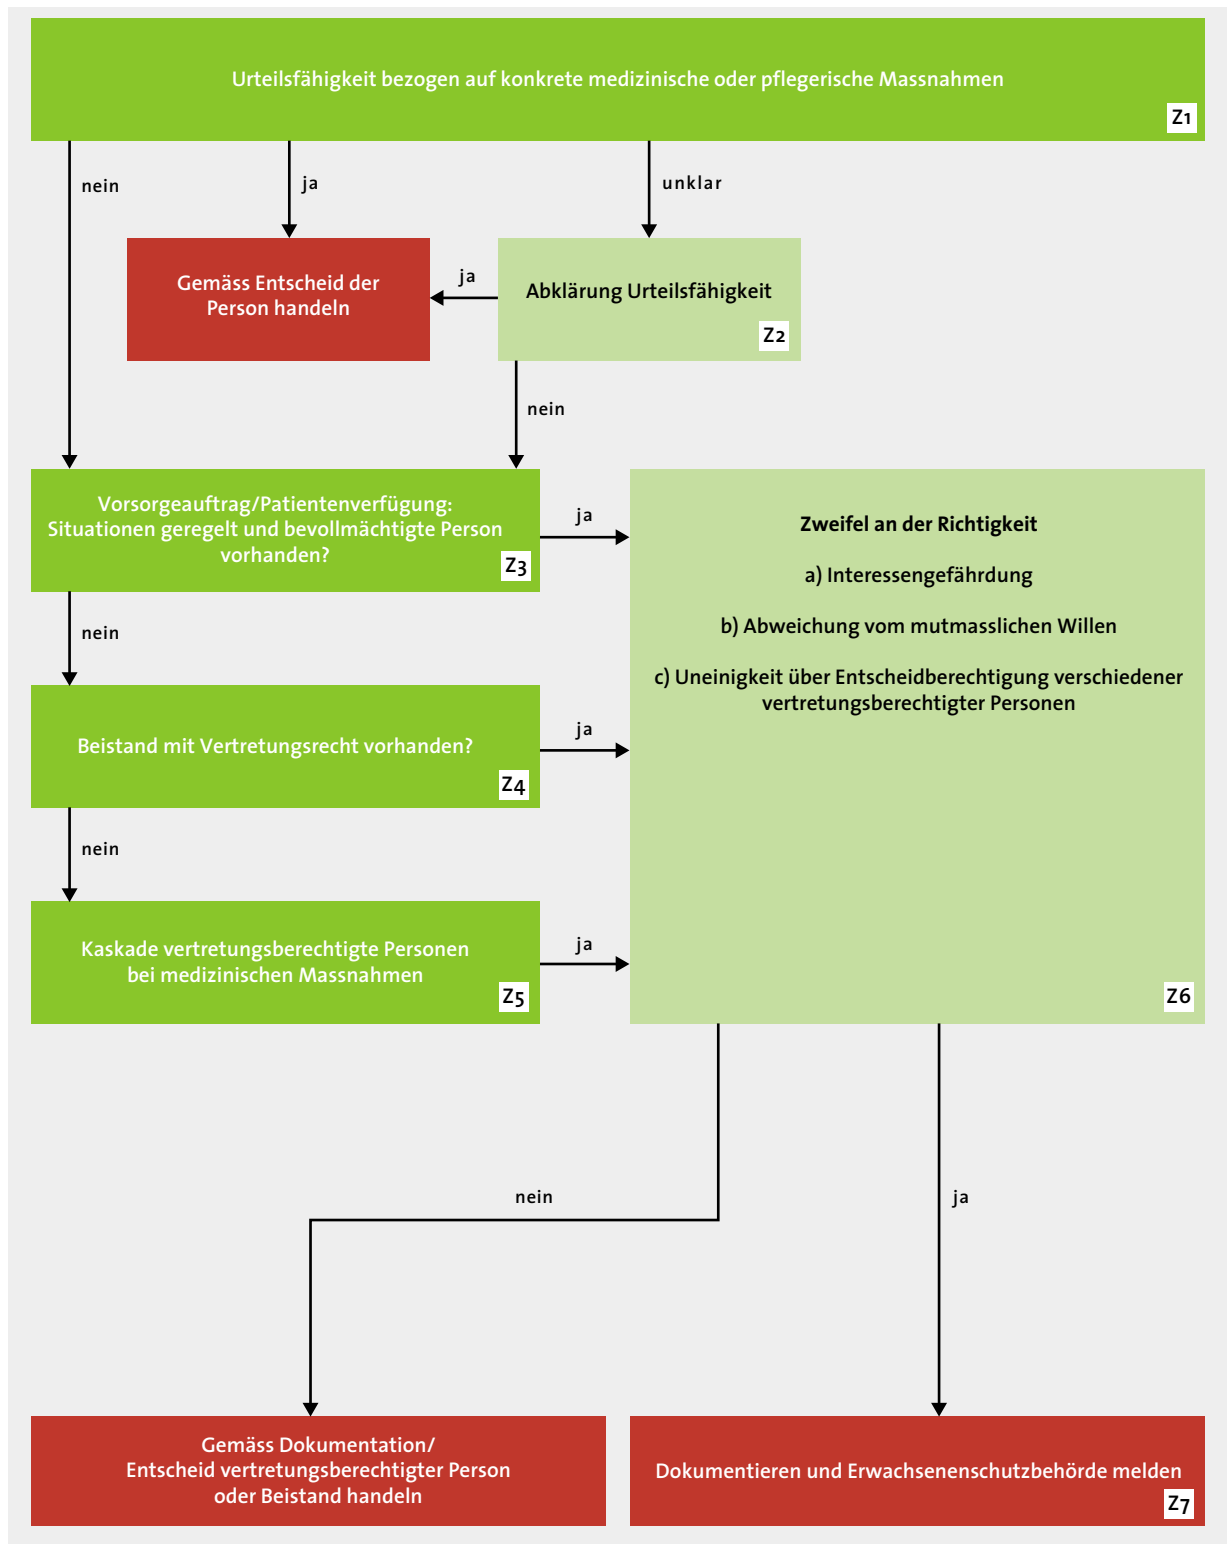 Urteilsfähigkeit bezogen auf konkrete medizinische oder pflegerische Massnahmen
Z1
nein
ja
unklar
Gemäss Entscheid der
Person handeln
ja
Abklärung Urteilsfähigkeit
Z2
nein
Vorsorgeauftrag/Patientenverfügung:
Situationen geregelt und bevollmächtigte Person
vorhanden?
Z3
ja
nein
Beistand mit Vertretungsrecht vorhanden?
Z4
ja
nein
Kaskade vertretungsberechtigte Personen
bei medizinischen Massnahmen
Z5
ja
Zweifel an der Richtigkeit
a) Interessengefährdung
b) Abweichung vom mutmasslichen Willen
c) Uneinigkeit über Entscheidberechtigung verschiedener
vertretungsberechtigter Personen
Z6
nein
ja
Gemäss Dokumentation/
Entscheid vertretungsberechtigter Person
oder Beistand handeln
Dokumentieren und Erwachsenenschutzbehörde melden
Z7